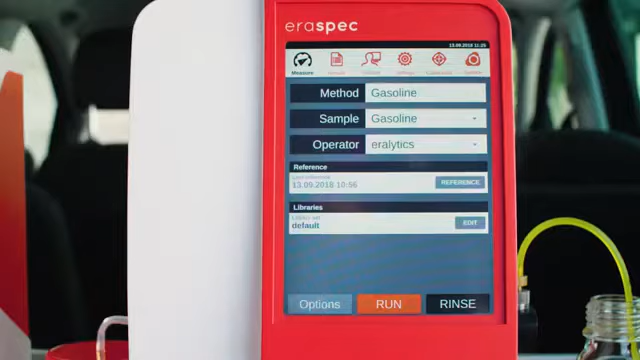 eraspec
13.09.2018 11:25
Measure
Method Gasoline
Sample Gasoline
Operator eralytics
Reference
13.09.2018 10:56 REFERENCE
Libraries
default EDIT
Options RUN RINSE